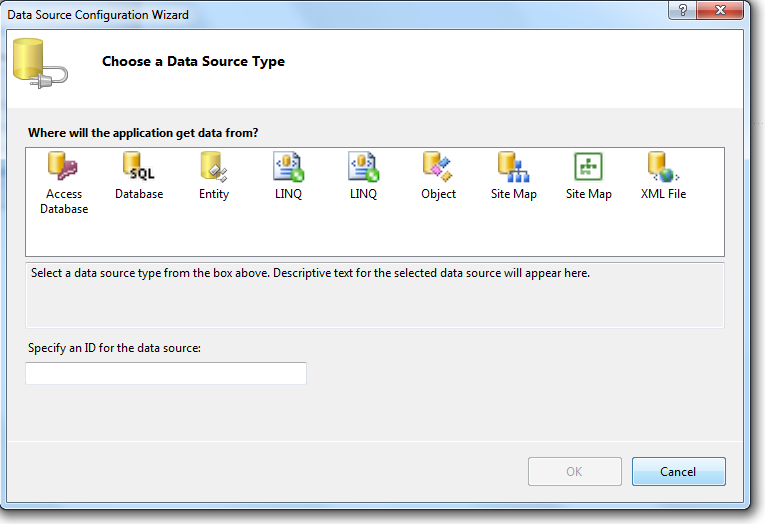 Data Source Configuration Wizard
?
Choose a Data Source Type
Where will the application get data from?
SQL
Access Database
Database
Entity
LINQ
LINQ
Object
Site Map
Site Map
XML File
Select a data source type from the box above. Descriptive text for the selected data source will appear here.
Specify an ID for the data source:
OK
Cancel